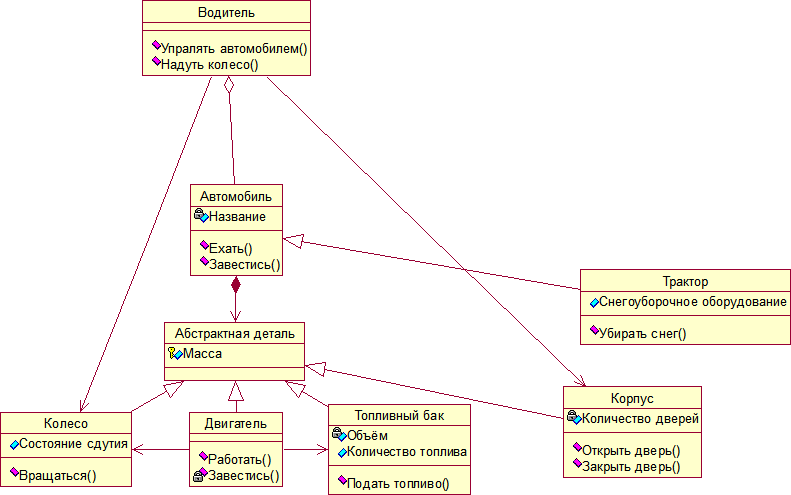 Водитель
Упралять автомобилем()
Надуть колесо()
Автомобиль
Название
Ехать()
Завестись()
Трактор
Снегоуборочное оборудование
Убирать снег()
Абстрактная деталь
Масса
Колесо
Состояние сдутия
Вращаться()
Двигатель
Работать()
Завестись()
Топливный бак
Объём
Количество топлива
Подать топливо()
Корпус
Количество дверей
Открыть дверь()
Закрыть дверь()